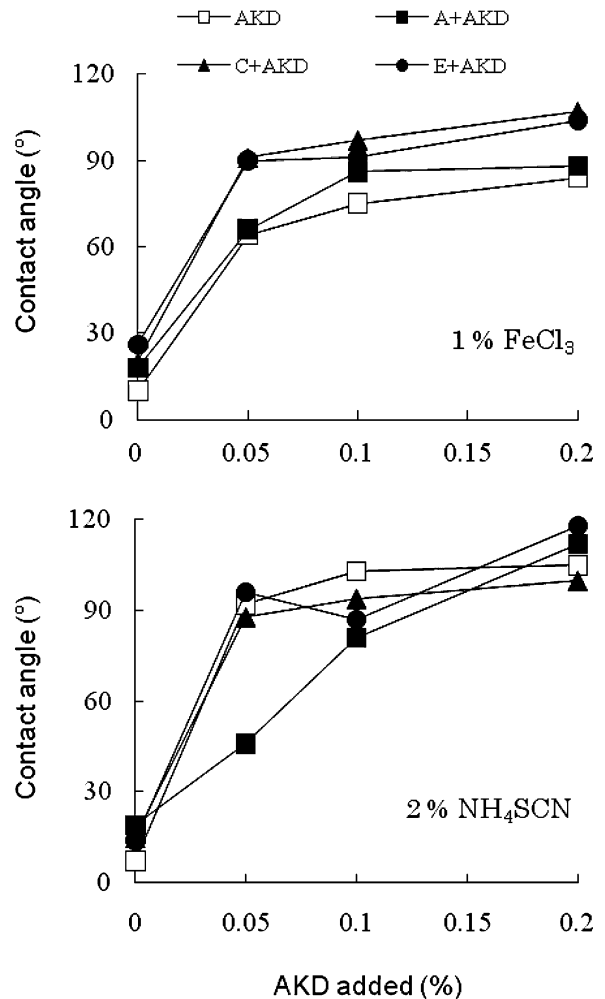 AKD A+AKD
C+AKD E+AKD
120
90
60
30
0
Contact angle (°)
1% FeCl₃
0 0.05 0.1 0.15 0.2
120
90
60
30
0
Contact angle (°)
2% NH₄SCN
0 0.05 0.1 0.15 0.2
AKD added (%)